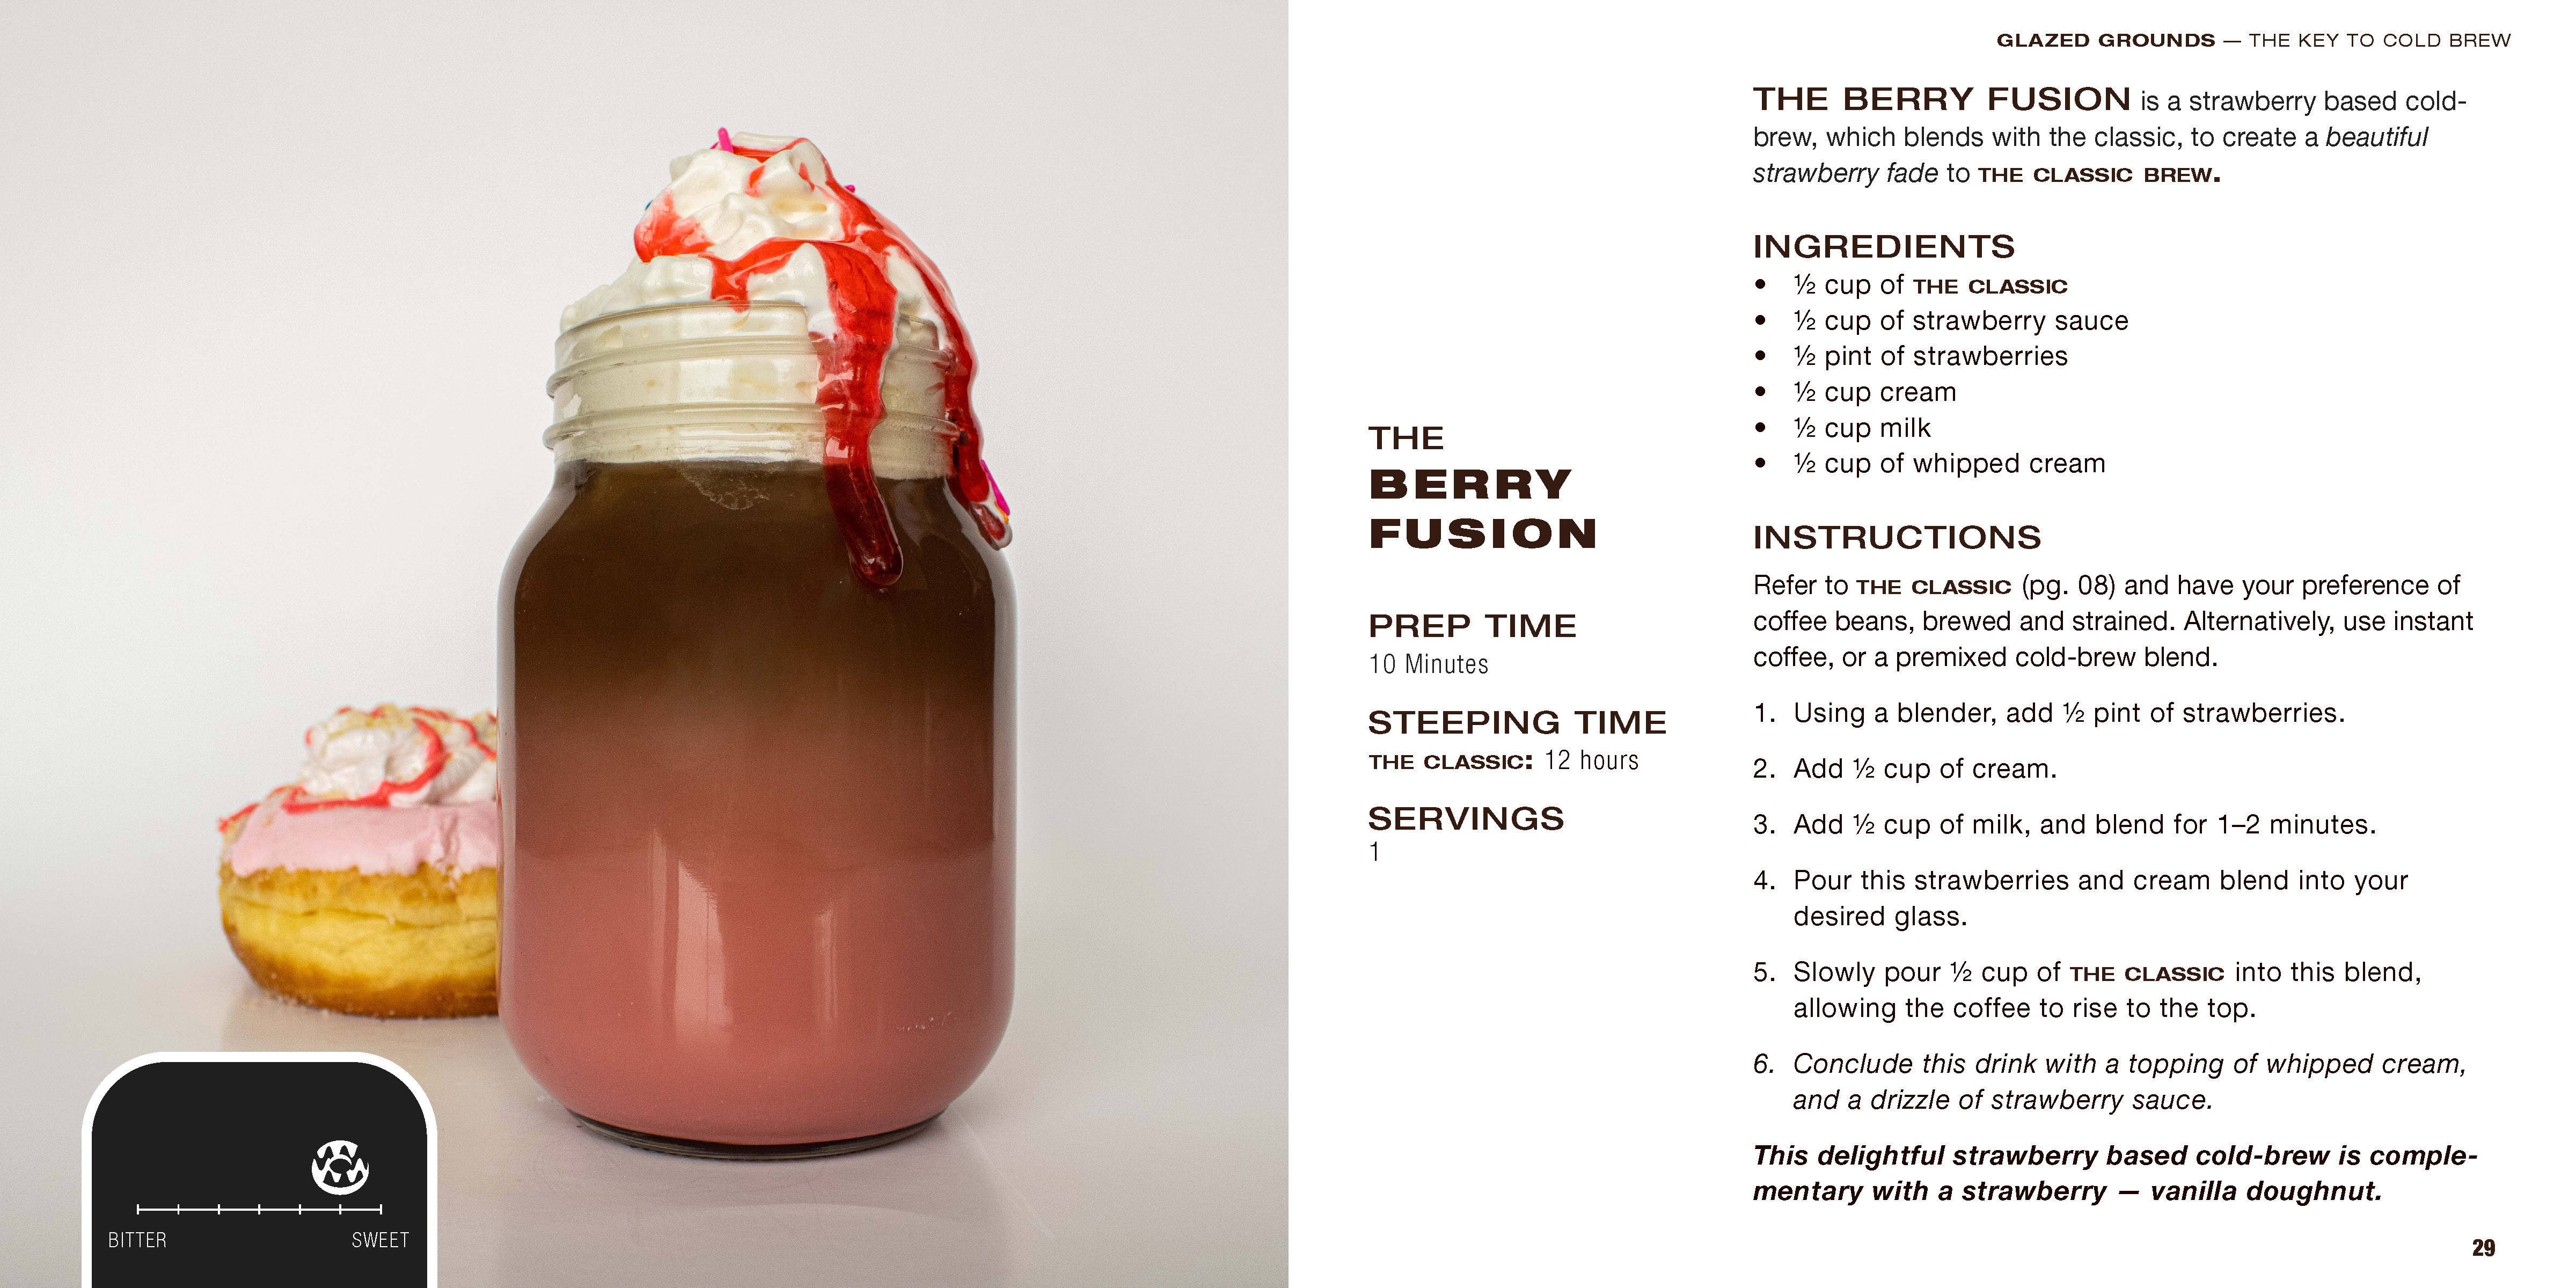 GLAZED GROUNDS — THE KEY TO COLD BREW
THE
BERRY
FUSION
PREP TIME
10 Minutes
STEEPING TIME
THE CLASSIC: 12 hours
SERVINGS
1
THE BERRY FUSION is a strawberry based cold-
brew, which blends with the classic, to create a beautiful
strawberry fade to THE CLASSIC BREW.
INGREDIENTS
• ½ cup of THE CLASSIC
• ½ cup of strawberry sauce
• ½ pint of strawberries
• ½ cup cream
• ½ cup milk
• ½ cup of whipped cream
INSTRUCTIONS
Refer to THE CLASSIC (pg. 08) and have your preference of
coffee beans, brewed and strained. Alternatively, use instant
coffee, or a premixed cold-brew blend.
1. Using a blender, add ½ pint of strawberries.
2. Add ½ cup of cream.
3. Add ½ cup of milk, and blend for 1–2 minutes.
4. Pour this strawberries and cream blend into your
desired glass.
5. Slowly pour ½ cup of THE CLASSIC into this blend,
allowing the coffee to rise to the top.
6. Conclude this drink with a topping of whipped cream,
and a drizzle of strawberry sauce.
This delightful strawberry based cold-brew is comple-
mentary with a strawberry — vanilla doughnut.
BITTER SWEET
29